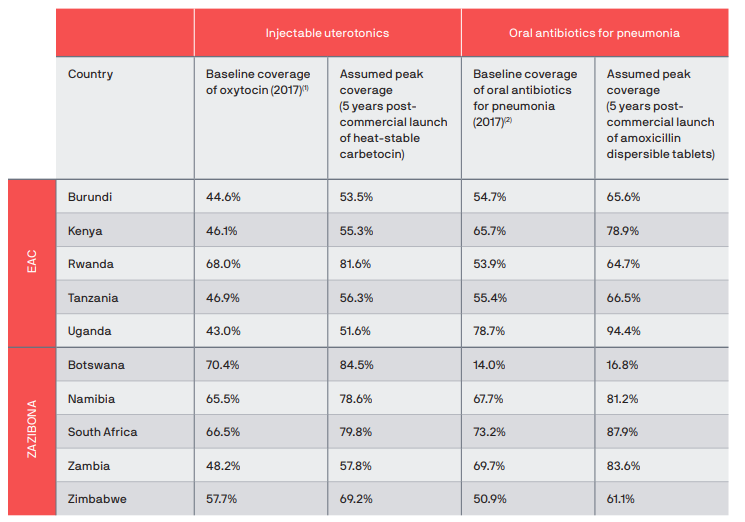 Injectable uterotonics Oral antibiotics for pneumonia
Country Baseline coverage Assumed peak Baseline coverage Assumed peak
of oxytocin (2017)(1) coverage of oral antibiotics coverage
(5 years post- for pneumonia (5 years post-
commercial launch (2017)(2) commercial launch
of heat-stable of amoxicillin
carbetocin) dispersible tablets)
EAC
Burundi 44.6% 53.5% 54.7% 65.6%
Kenya 46.1% 55.3% 65.7% 78.9%
Rwanda 68.0% 81.6% 53.9% 64.7%
Tanzania 46.9% 56.3% 55.4% 66.5%
Uganda 43.0% 51.6% 78.7% 94.4%
ZAZIBONA
Botswana 70.4% 84.5% 14.0% 16.8%
Namibia 65.5% 78.6% 67.7% 81.2%
South Africa 66.5% 79.8% 73.2% 87.9%
Zambia 48.2% 57.8% 69.7% 83.6%
Zimbabwe 57.7% 69.2% 50.9% 61.1%